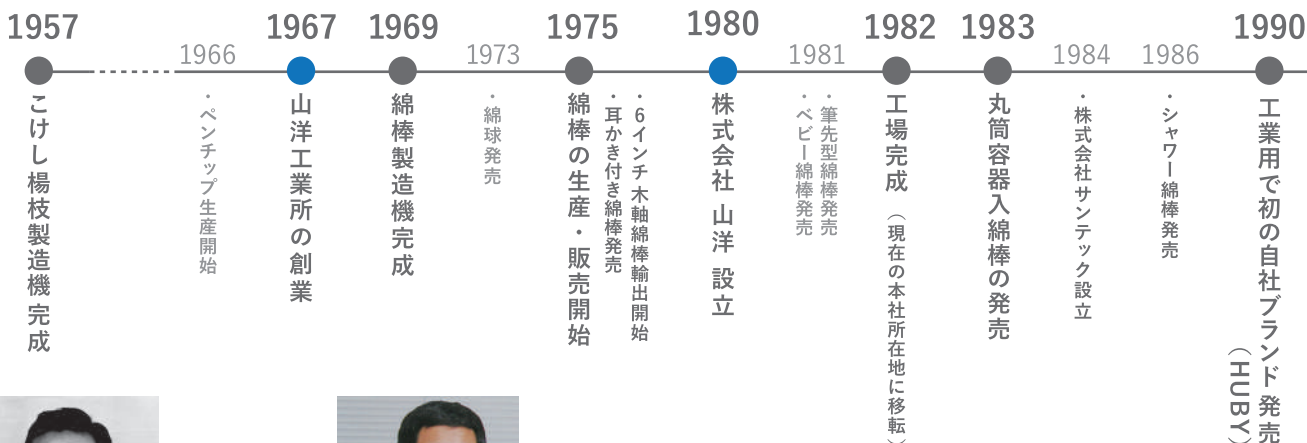 1957
こけし楊枝製造機 完成
1966
・ペンチップ生産開始
1967
山洋工業所の創業
1969
綿棒製造機完成
1973
・綿球発売
1975
綿棒の生産・販売開始
・6インチ木軸綿棒輸出開始
・耳かき付き綿棒発売
1980
株式会社 山洋 設立
1981
・筆先型綿棒発売
・ベビー綿棒発売
1982
工場完成 （現在の本社所在地に移転）
1983
丸筒容器入綿棒の発売
1984
・株式会社サンテック設立
1986
・シャワー綿棒発売
1990
工業用で初の自社ブランド 発売
（HUBY）